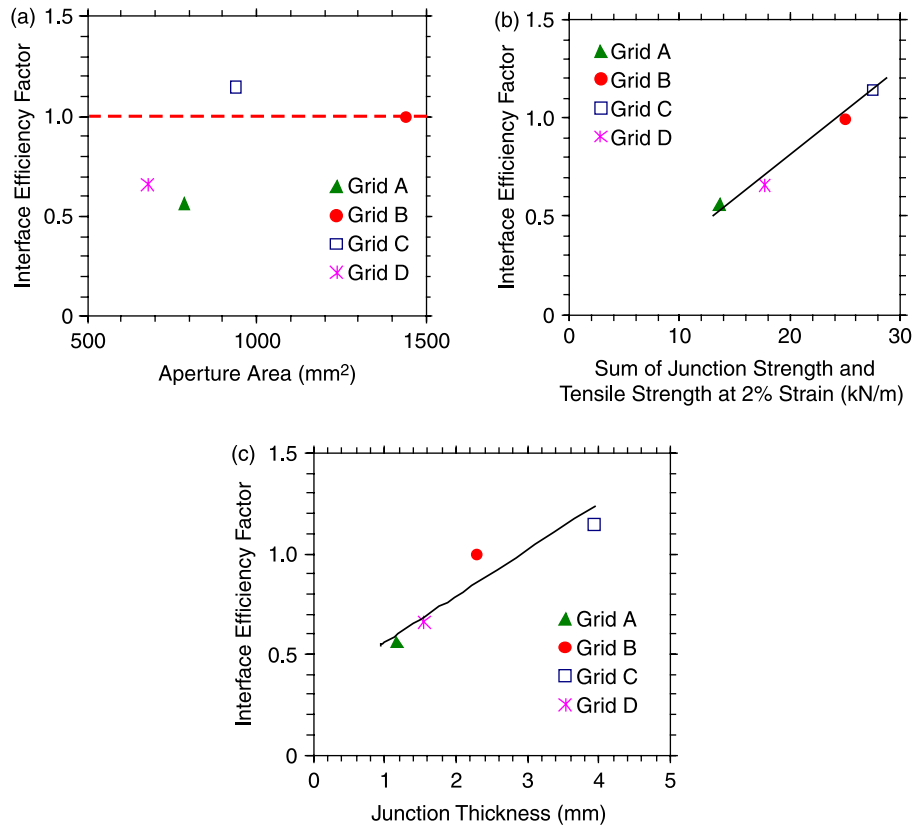 (a)
1.5
1.0
0.5
0
Interface Efficiency Factor
Grid A
Grid B
Grid C
Grid D
500
1000
1500
Aperture Area (mm²)
(b)
1.5
1.0
0.5
0
Interface Efficiency Factor
Grid A
Grid B
Grid C
Grid D
0
10
20
30
Sum of Junction Strength and
Tensile Strength at 2% Strain (kN/m)
(c)
1.5
1.0
0.5
0
Interface Efficiency Factor
Grid A
Grid B
Grid C
Grid D
0
1
2
3
4
5
Junction Thickness (mm)